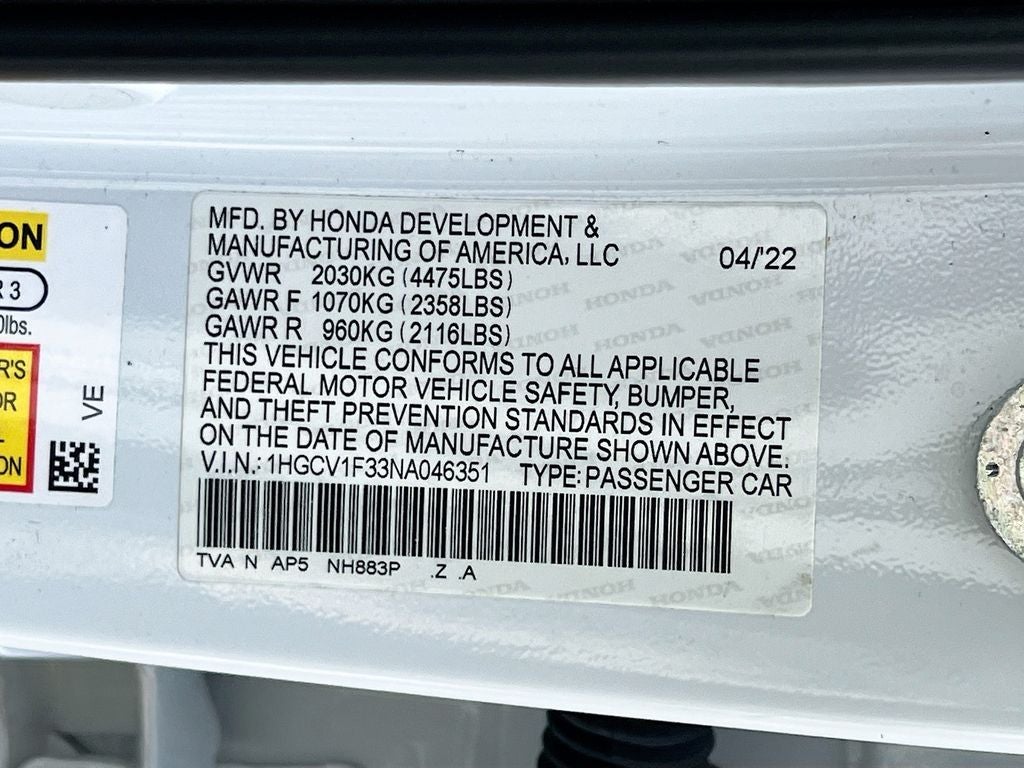 ON
R 3
0lbs.
R'S
OR
ON
VE
MFD. BY HONDA DEVELOPMENT &
MANUFACTURING OF AMERICA, LLC
04/'22
GVWR 2030KG (4475LBS)
GAWR F 1070KG (2358LBS)
GAWR R 960KG (2116LBS)
THIS VEHICLE CONFORMS TO ALL APPLICABLE
FEDERAL MOTOR VEHICLE SAFETY, BUMPER,
AND THEFT PREVENTION STANDARDS IN EFFECT
ON THE DATE OF MANUFACTURE SHOWN ABOVE.
V.I.N.: 1HGCV1F33NA046351 TYPE: PASSENGER CAR
TVA N AP5 NH883P .Z .A